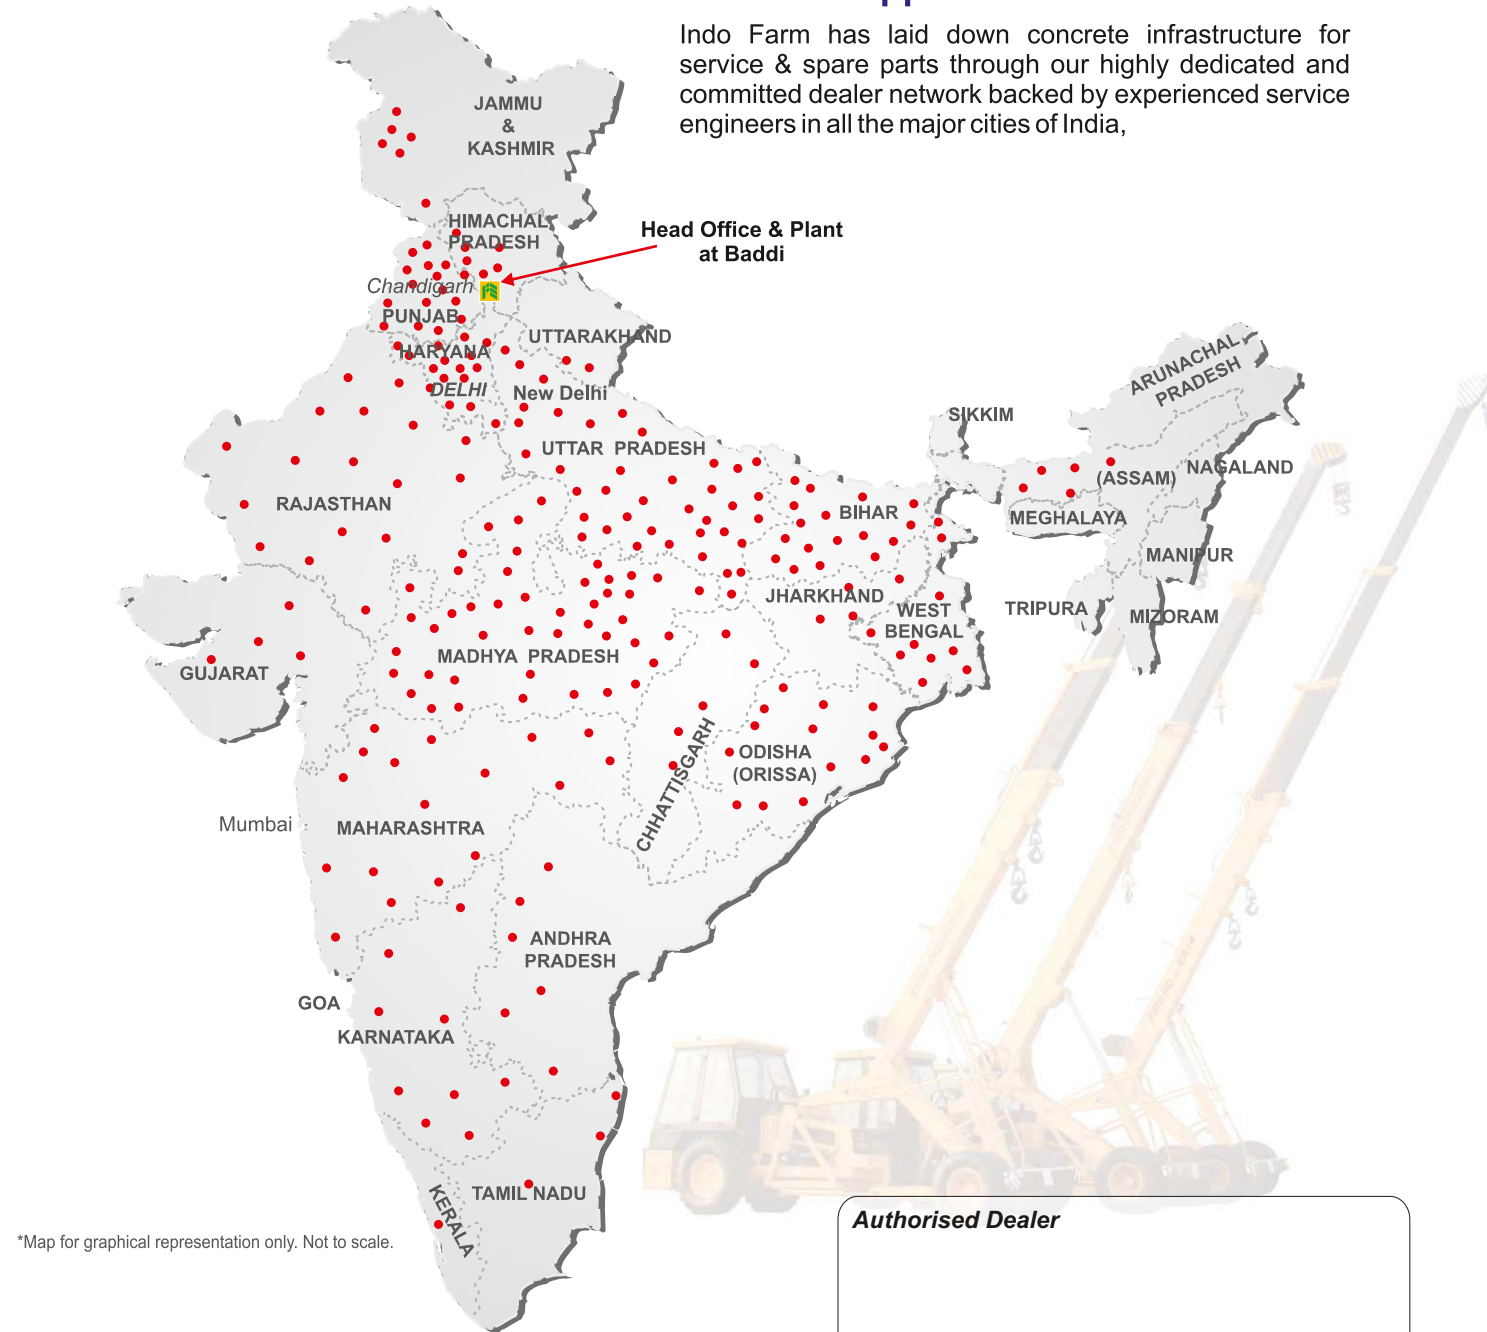 Indo Farm has laid down concrete infrastructure for
service & spare parts through our highly dedicated and
committed dealer network backed by experienced service
engineers in all the major cities of India,
JAMMU
&
KASHMIR
HIMACHAL
PRADESH
Head Office & Plant
at Baddi
Chandigarh
PUNJAB
UTTARAKHAND
HARYANA
DELHI
New Delhi
ARUNACHAL
PRADESH
SIKKIM
UTTAR PRADESH
(ASSAM)
NAGALAND
RAJASTHAN
BIHAR
MEGHALAYA
MANIPUR
JHARKHAND
WEST
BENGAL
TRIPURA
MIZORAM
MADHYA PRADESH
GUJARAT
CHHATTISGARH
ODISHA
(ORISSA)
Mumbai
MAHARASHTRA
ANDHRA
PRADESH
GOA
KARNATAKA
TAMIL NADU
KERALA
*Map for graphical representation only. Not to scale.
Authorised Dealer